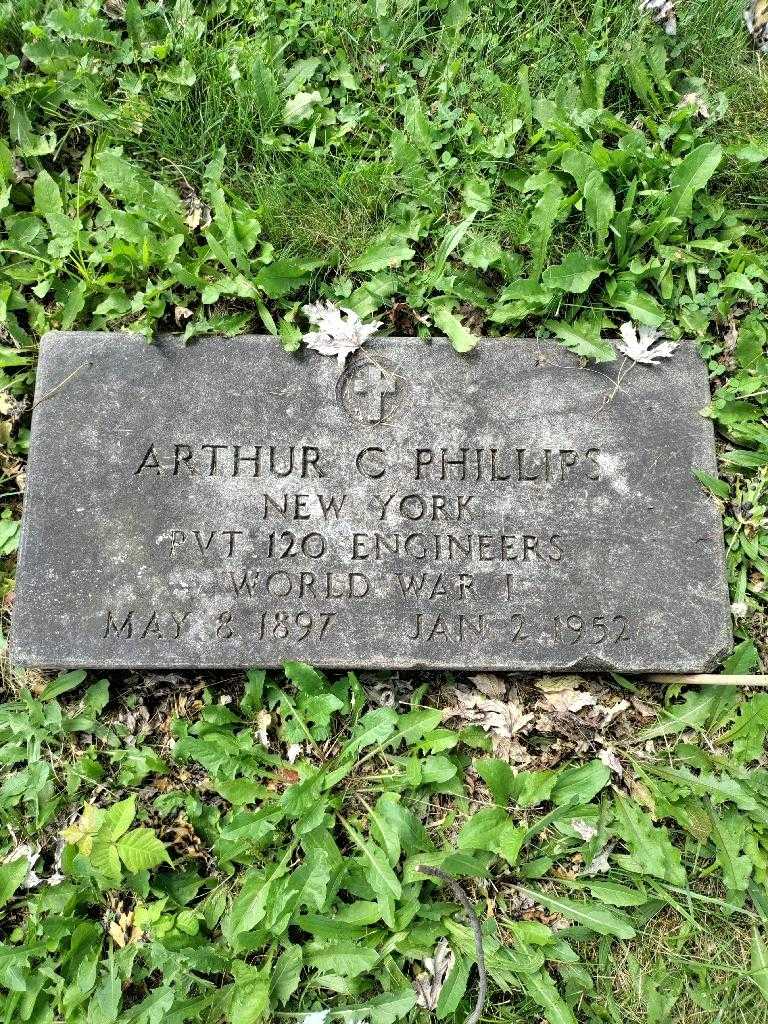 ARTHUR C PHILLIPS
NEW YORK
PVT 120 ENGINEERS
WORLD WAR I
MAY 8 1897 JAN 2 1952